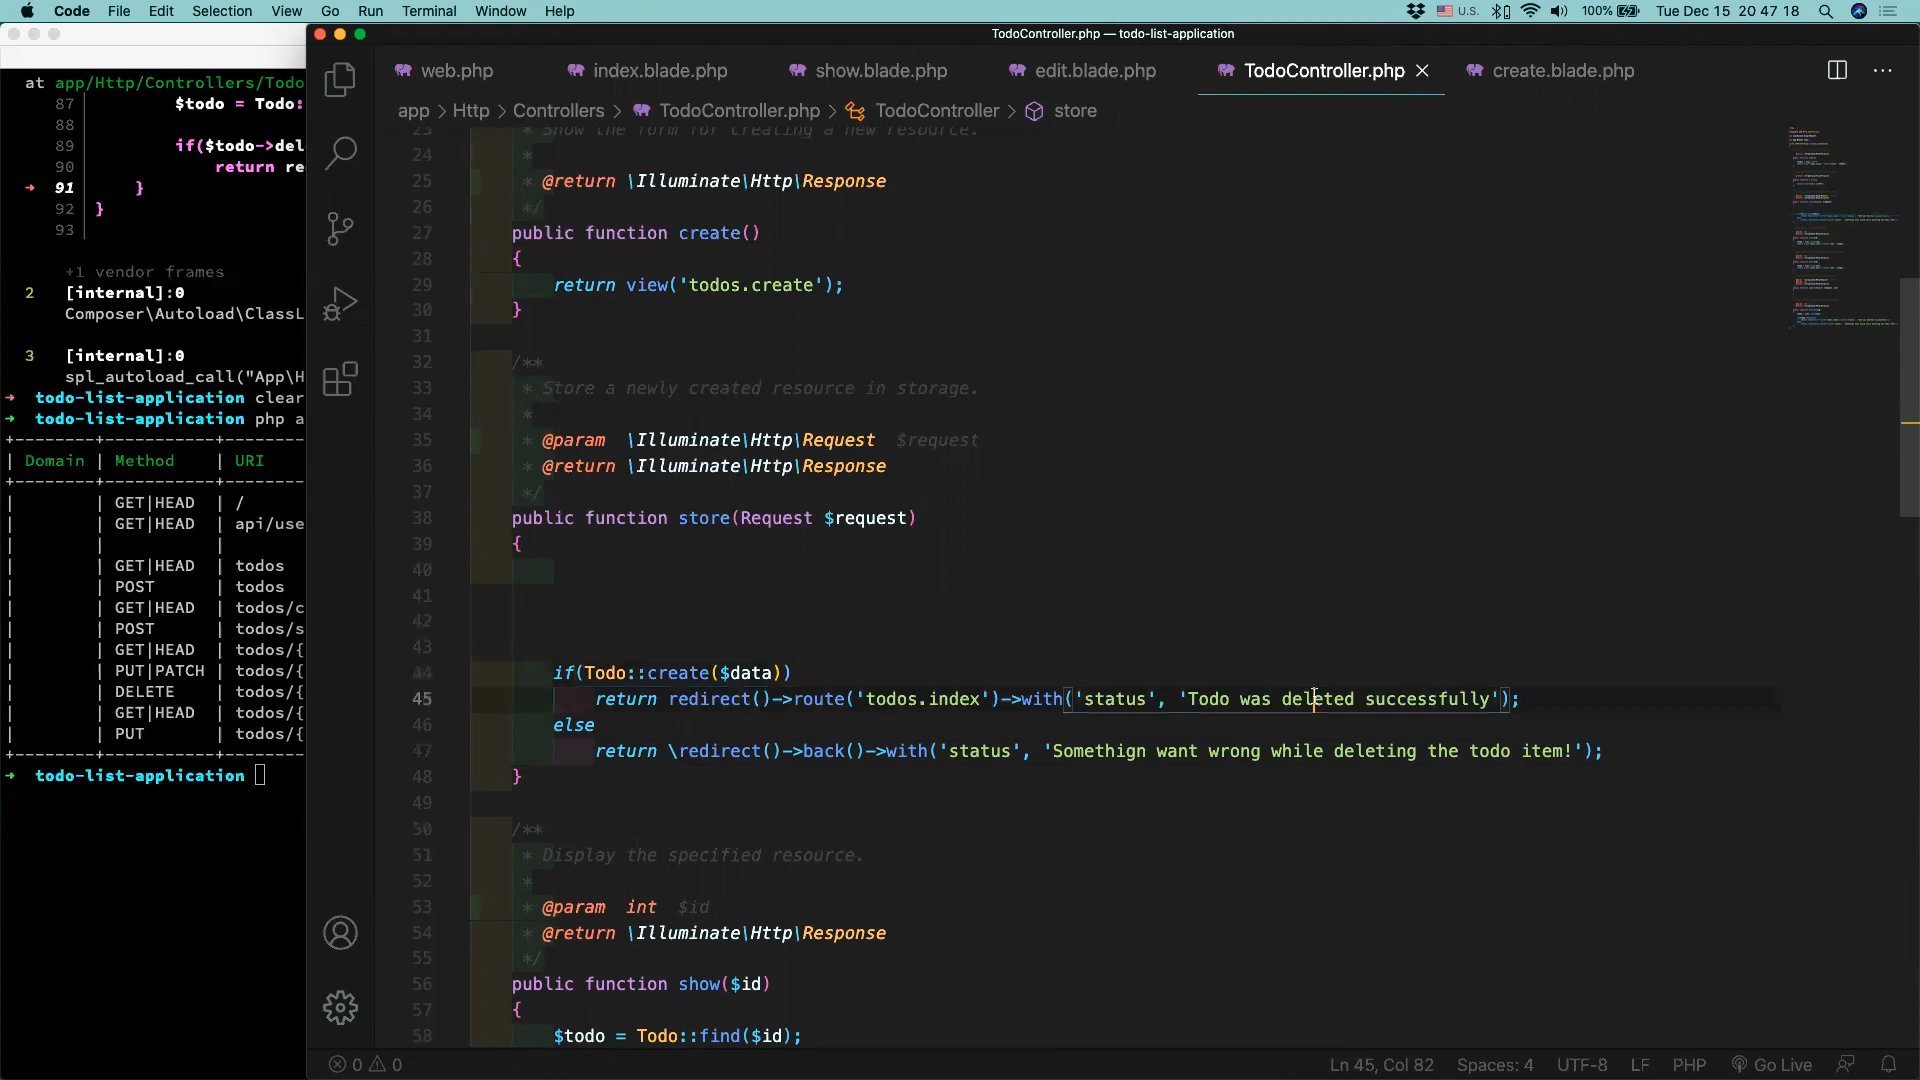 Code File Edit Selection View Go Run Terminal Window Help U.S. 100% Tue Dec 15 20 47 18
TodoController.php — todo-list-application
web.php index.blade.php show.blade.php edit.blade.php TodoController.php create.blade.php
app > Http > Controllers > TodoController.php > TodoController > store
at app/Http/Controllers/Todo
87 $todo = Todo:
88
89 if($todo->del
90 return re
→ 91 }
92 }
93
+1 vendor frames
2 [internal]:0
Composer\Autoload\ClassL
3 [internal]:0
spl_autoload_call("App\H
→ todo-list-application clear
→ todo-list-application php a
+--------+-----------+--------
| Domain | Method | URI
+--------+-----------+--------
| | GET|HEAD | /
| | GET|HEAD | api/use
| | |
| | GET|HEAD | todos
| | POST | todos
| | GET|HEAD | todos/c
| | POST | todos/s
| | GET|HEAD | todos/{
| | PUT|PATCH | todos/{
| | DELETE | todos/{
| | GET|HEAD | todos/{
| | PUT | todos/{
+--------+-----------+--------
→ todo-list-application
23 * Show the form for creating a new resource.
24 *
25 * @return \Illuminate\Http\Response
26 */
27 public function create()
28 {
29 return view('todos.create');
30 }
31
32 /**
33 * Store a newly created resource in storage.
34 *
35 * @param \Illuminate\Http\Request $request
36 * @return \Illuminate\Http\Response
37 */
38 public function store(Request $request)
39 {
40
41
42
43
44 if(Todo::create($data))
45 return redirect()->route('todos.index')->with('status', 'Todo was deleted successfully');
46 else
47 return \redirect()->back()->with('status', 'Somethign want wrong while deleting the todo item!');
48 }
49
50 /**
51 * Display the specified resource.
52 *
53 * @param int $id
54 * @return \Illuminate\Http\Response
55 */
56 public function show($id)
57 {
58 $todo = Todo::find($id);
0 0 Ln 45, Col 82 Spaces: 4 UTF-8 LF PHP Go Live